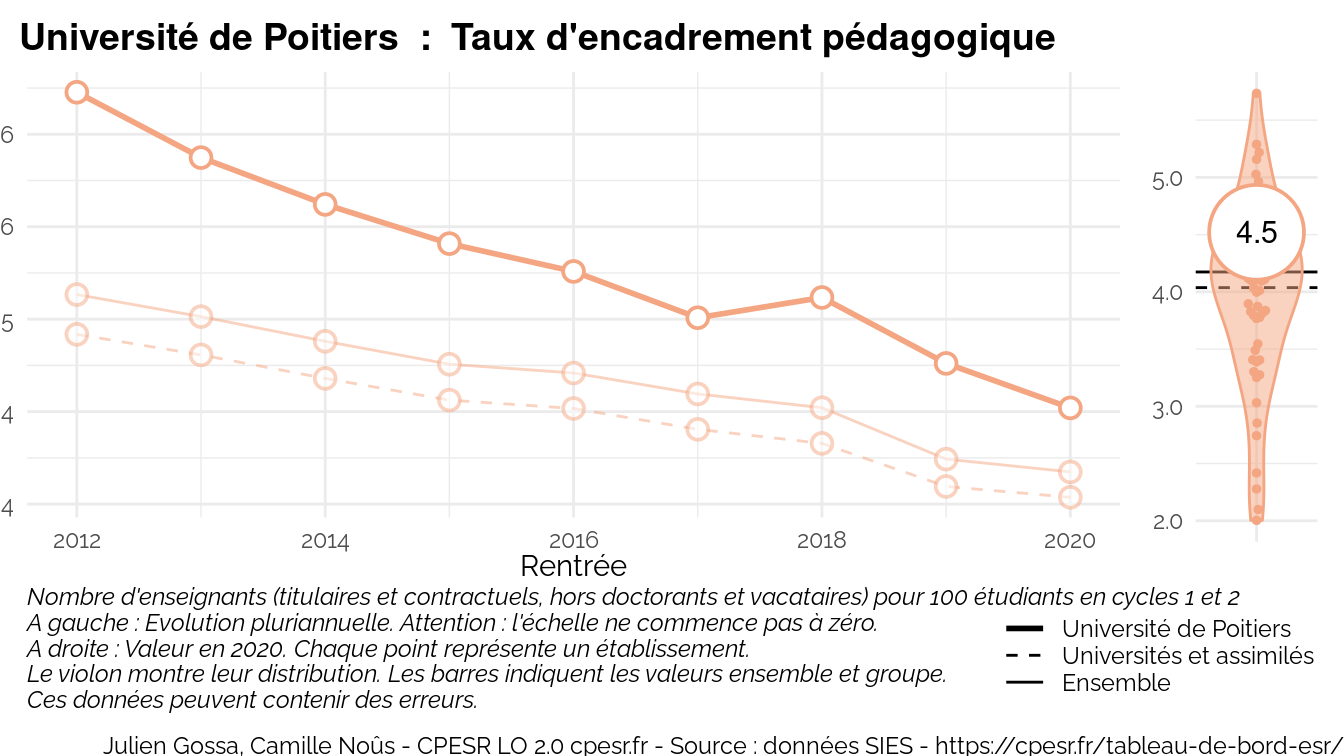 Université de Poitiers : Taux d'encadrement pédagogique
6
6
5
4
4
2012 2014 2016 2018 2020
Rentrée
5.0
4.5
4.0
3.0
2.0
Nombre d'enseignants (titulaires et contractuels, hors doctorants et vacataires) pour 100 étudiants en cycles 1 et 2
A gauche : Evolution pluriannuelle. Attention : l'échelle ne commence pas à zéro.
A droite : Valeur en 2020. Chaque point représente un établissement.
Le violon montre leur distribution. Les barres indiquent les valeurs ensemble et groupe.
Ces données peuvent contenir des erreurs.
Université de Poitiers
Universités et assimilés
Ensemble
Julien Gossa, Camille Noûs - CPESR LO 2.0 cpesr.fr - Source : données SIES - https://cpesr.fr/tableau-de-bord-esr/